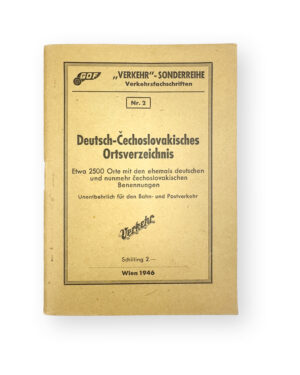 GOF
„VERKEHR"-SONDERREIHE
Verkehrsfachschriften
Nr. 2
Deutsch-Čechoslovakisches
Ortsverzeichnis
Etwa 2500 Orte mit den ehemals deutschen
und nunmehr čechoslovakischen
Benennungen
Unentbehrlich für den Bahn- und Postverkehr
Verkehr
Schilling 2.—
Wien 1946